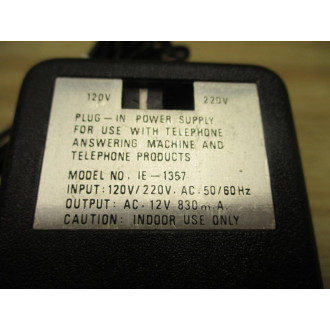 120V 220V
PLUG-IN POWER SUPPLY
FOR USE WITH TELEPHONE
ANSWERING MACHINE AND
TELEPHONE PRODUCTS
MODEL NO. IE-1357
INPUT:120V/220V. AC.50/60Hz
OUTPUT: AC.12V 830m.A.
CAUTION: INDOOR USE ONLY